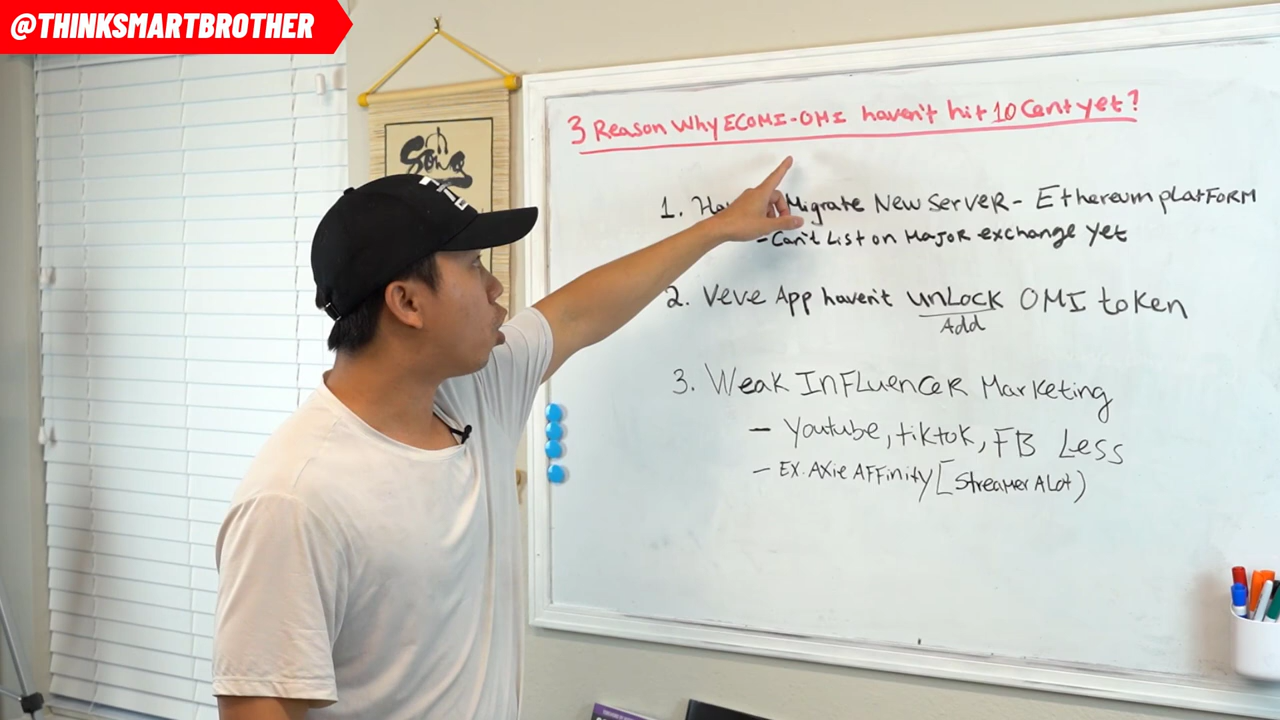 @THINKSMARTBROTHER
3 Reason Why ECOMI-OMI haven't hit 10 Cant yet?
1. Migrate New Server - Ethereum platform
- Can't List on Major exchange yet
2. Veve App haven't unLock OMI token
Add
3. Weak Influencer Marketing
- Youtube, tiktok, FB Less
- Ex. Axie Affinity [Streamer Alot)